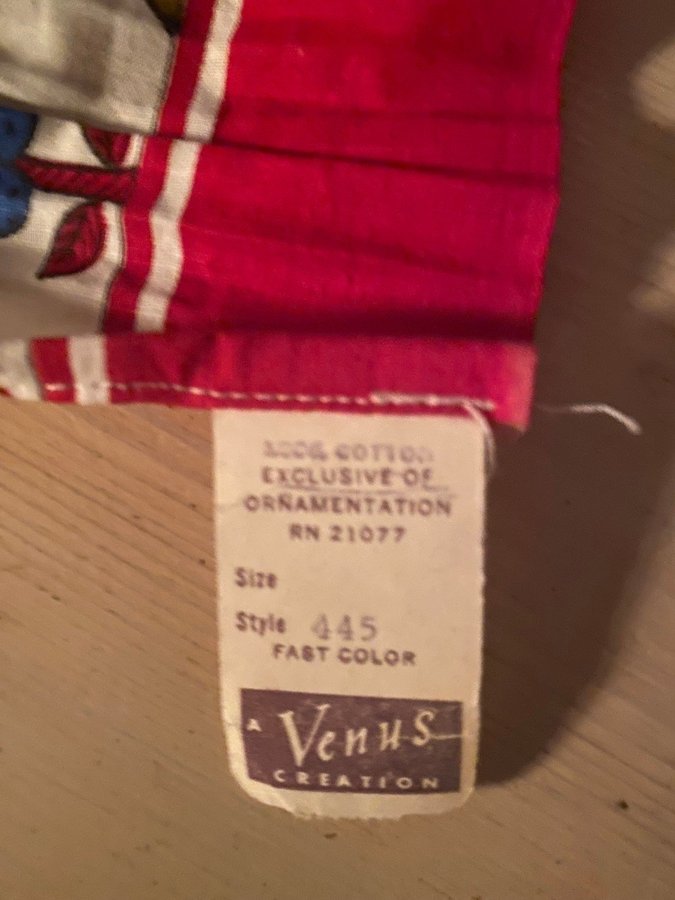 100% COTTON
EXCLUSIVE OF
ORNAMENTATION
RN 21077
Size
Style 445
FAST COLOR
A Venus
CREATION